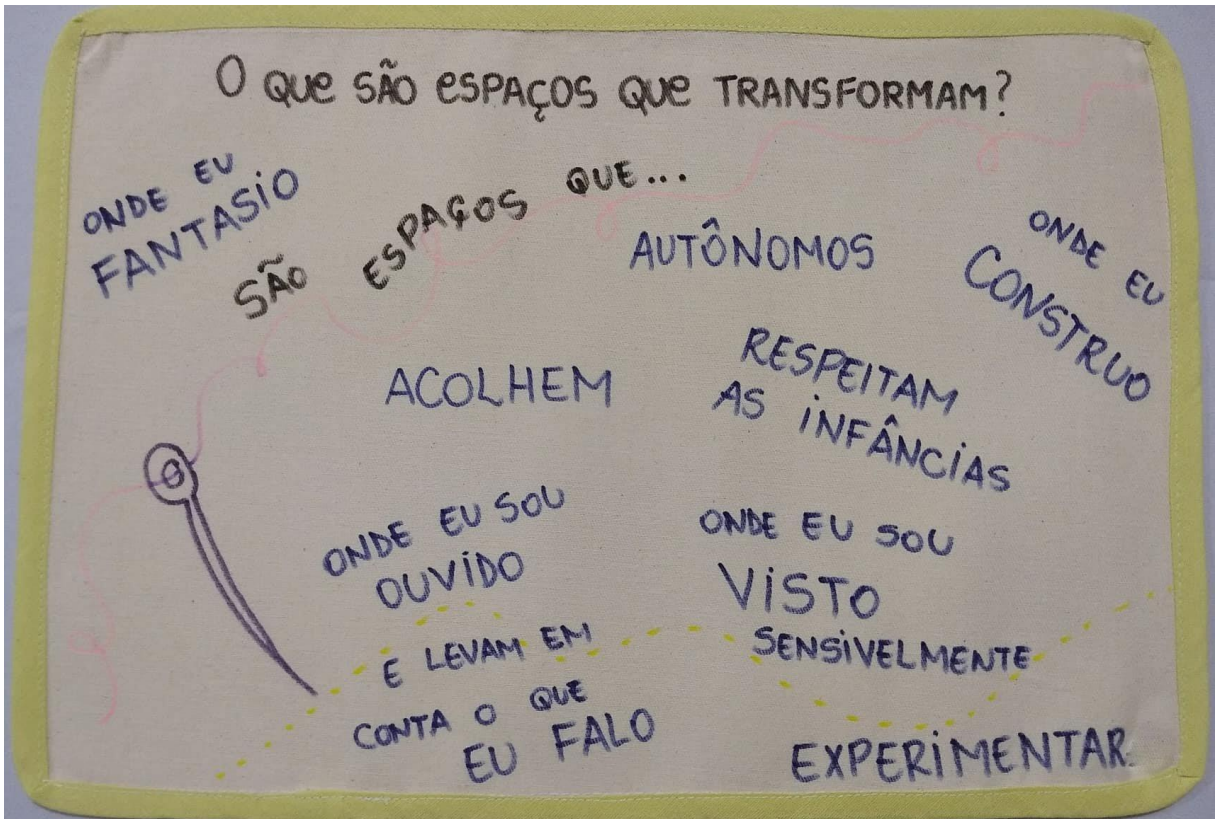 O QUE SÃO ESPAÇOS QUE TRANSFORMAM?
ONDE EU
FANTASIO
SÃO ESPAÇOS QUE...
AUTÔNOMOS
ONDE EU
CONSTRUO
ACOLHEM
RESPEITAM
AS INFÂNCIAS
ONDE EU SOU
OUVIDO
E LEVAM EM
CONTA O QUE
EU FALO
ONDE EU SOU
VISTO
SENSIVELMENTE
EXPERIMENTAR